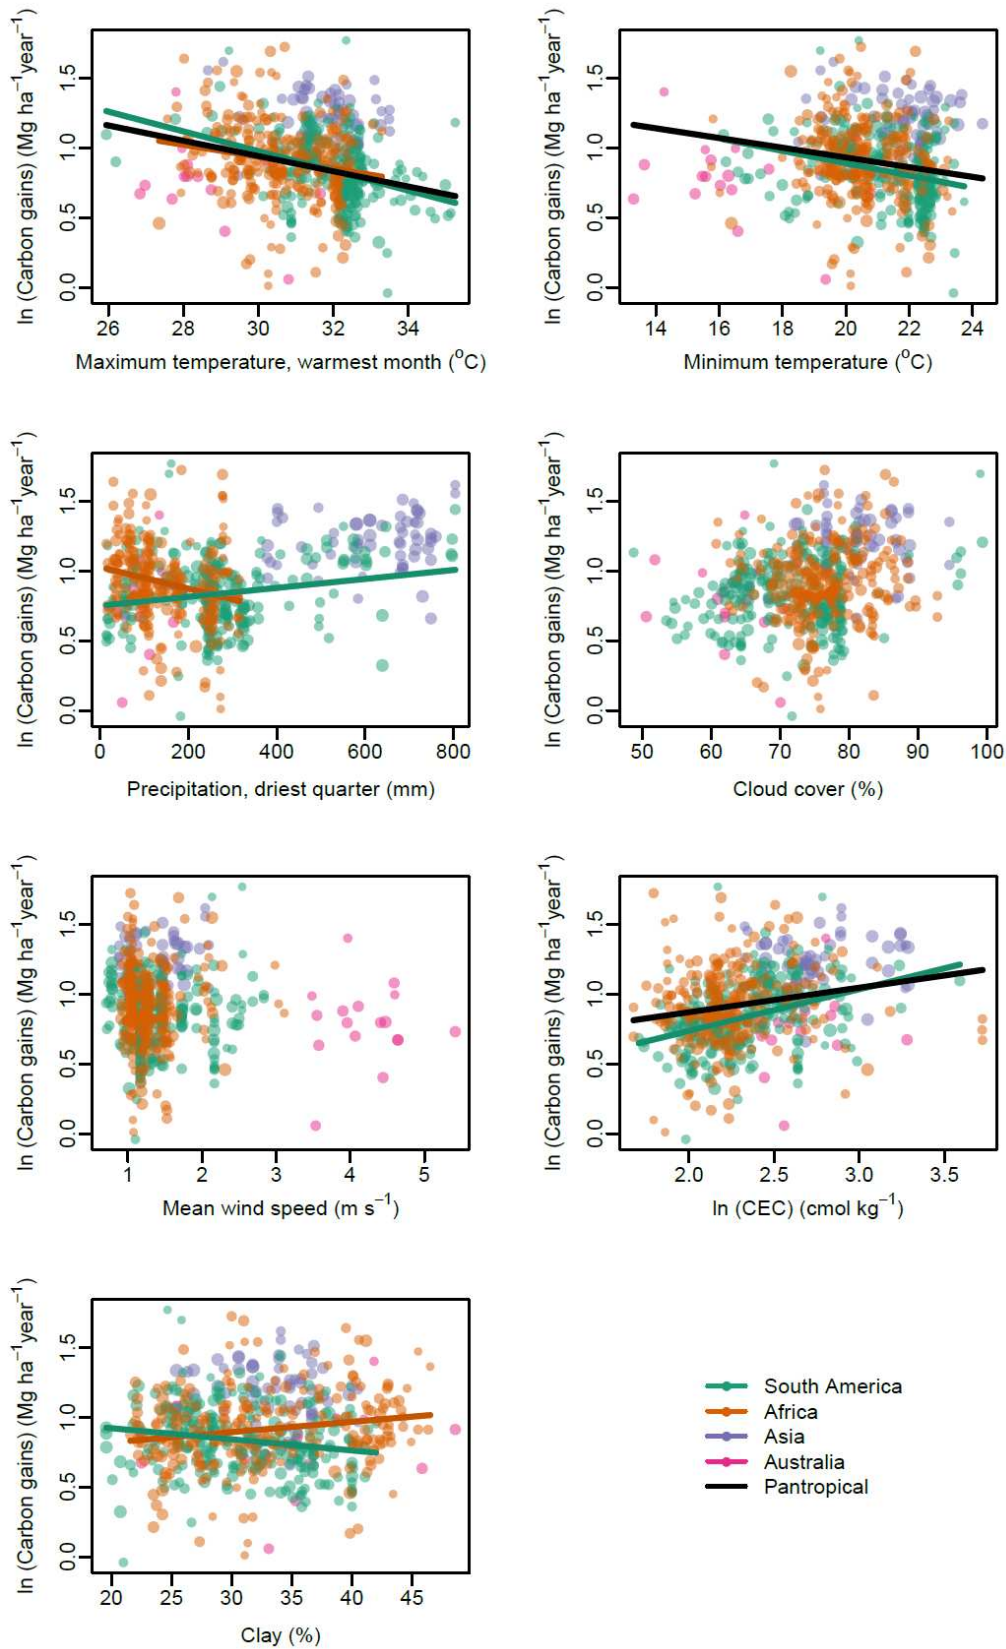 ln (Carbon gains) (Mg ha⁻¹year⁻¹)
0.0 0.5 1.0 1.5
26 28 30 32 34
Maximum temperature, warmest month (°C)
ln (Carbon gains) (Mg ha⁻¹year⁻¹)
0.0 0.5 1.0 1.5
14 16 18 20 22 24
Minimum temperature (°C)
ln (Carbon gains) (Mg ha⁻¹year⁻¹)
0.0 0.5 1.0 1.5
0 200 400 600 800
Precipitation, driest quarter (mm)
ln (Carbon gains) (Mg ha⁻¹year⁻¹)
0.0 0.5 1.0 1.5
50 60 70 80 90 100
Cloud cover (%)
ln (Carbon gains) (Mg ha⁻¹year⁻¹)
0.0 0.5 1.0 1.5
1 2 3 4 5
Mean wind speed (m s⁻¹)
ln (Carbon gains) (Mg ha⁻¹year⁻¹)
0.0 0.5 1.0 1.5
2.0 2.5 3.0 3.5
ln (CEC) (cmol kg⁻¹)
ln (Carbon gains) (Mg ha⁻¹year⁻¹)
0.0 0.5 1.0 1.5
20 25 30 35 40 45
Clay (%)
South America
Africa
Asia
Australia
Pantropical